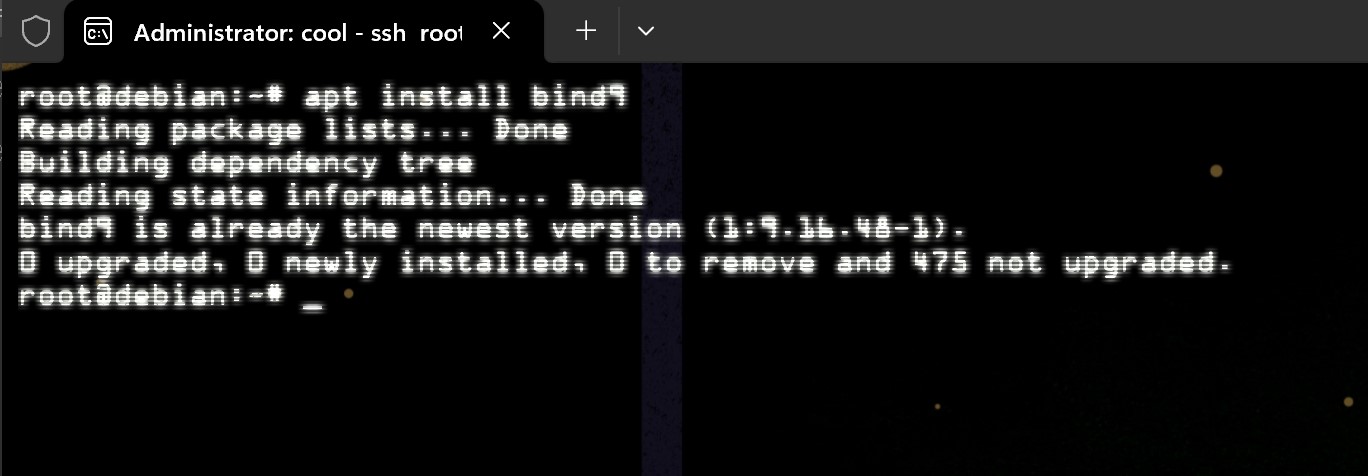 Administrator: cool - ssh root
root@debian:~# apt install bind9
Reading package lists... Done
Building dependency tree
Reading state information... Done
bind9 is already the newest version (1:9.16.48-1).
0 upgraded, 0 newly installed, 0 to remove and 475 not upgraded.
root@debian:~# _